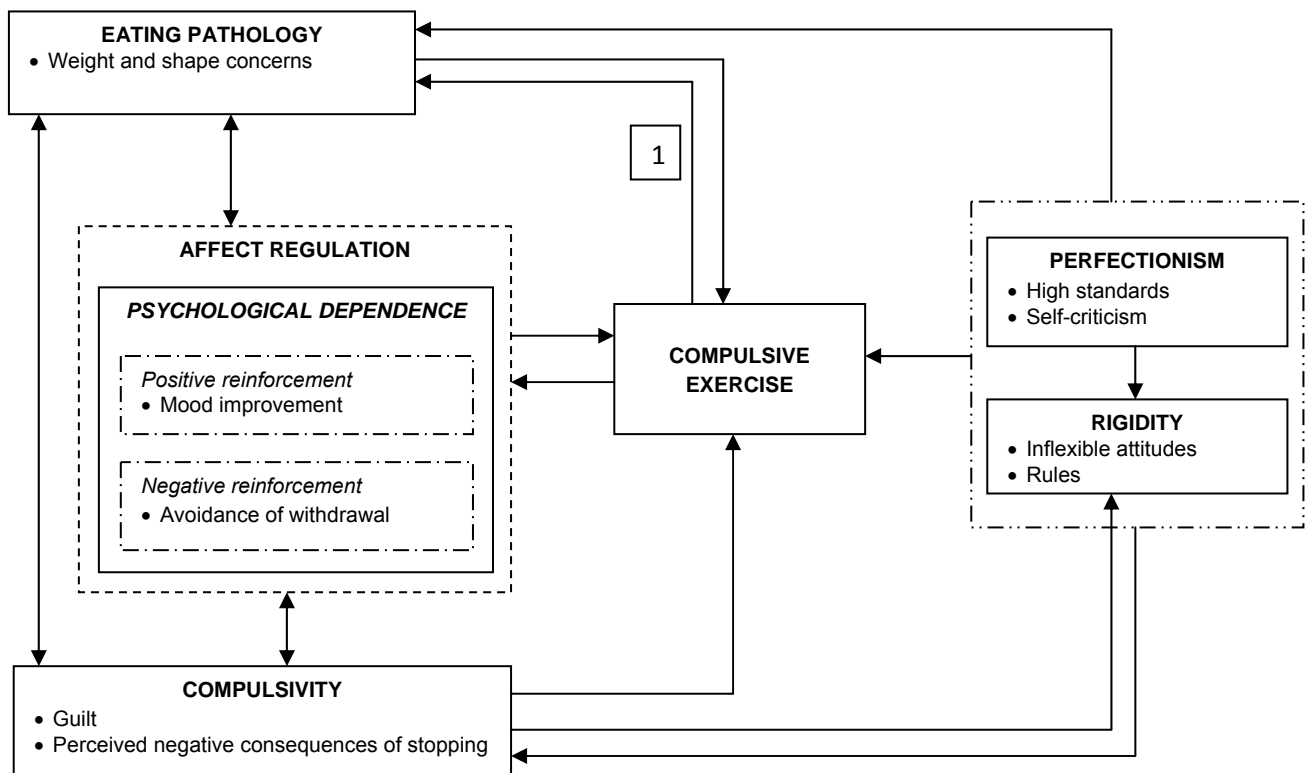 EATING PATHOLOGY
• Weight and shape concerns
1
AFFECT REGULATION
PSYCHOLOGICAL DEPENDENCE
Positive reinforcement
• Mood improvement
Negative reinforcement
• Avoidance of withdrawal
COMPULSIVE
EXERCISE
PERFECTIONISM
• High standards
• Self-criticism
RIGIDITY
• Inflexible attitudes
• Rules
COMPULSIVITY
• Guilt
• Perceived negative consequences of stopping